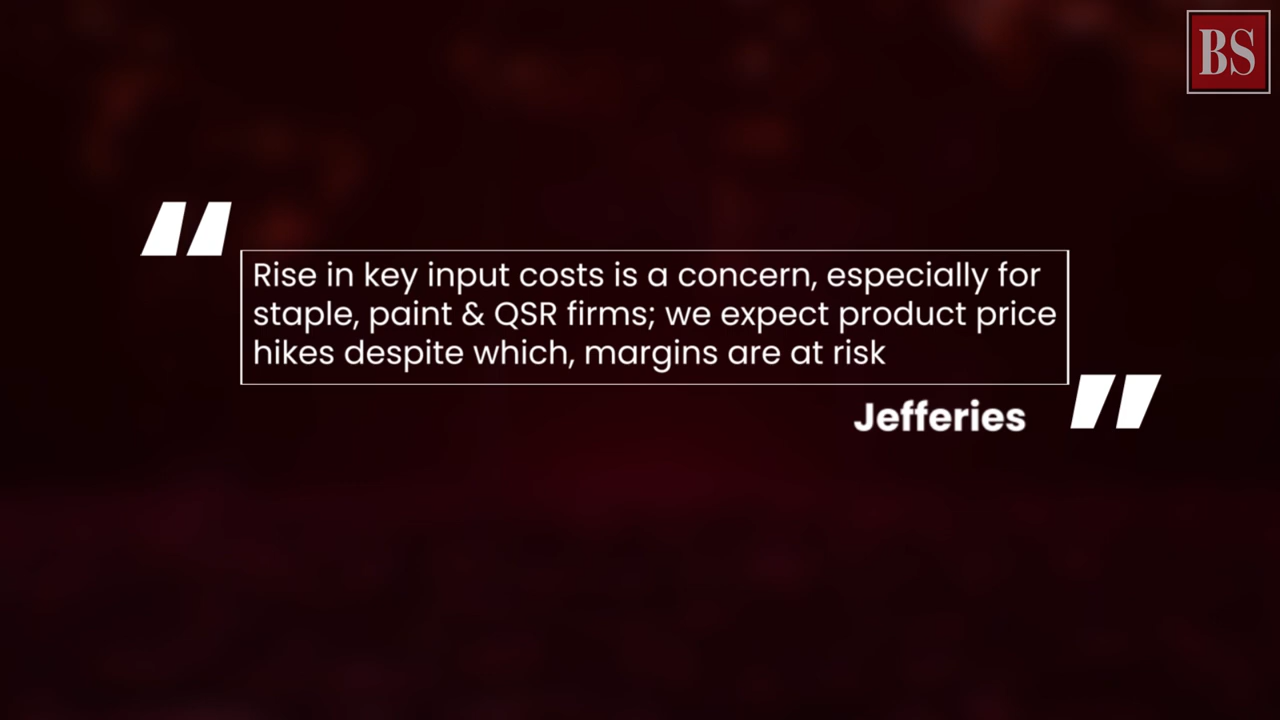 BS
Rise in key input costs is a concern, especially for
staple, paint & QSR firms; we expect product price
hikes despite which, margins are at risk
Jefferies